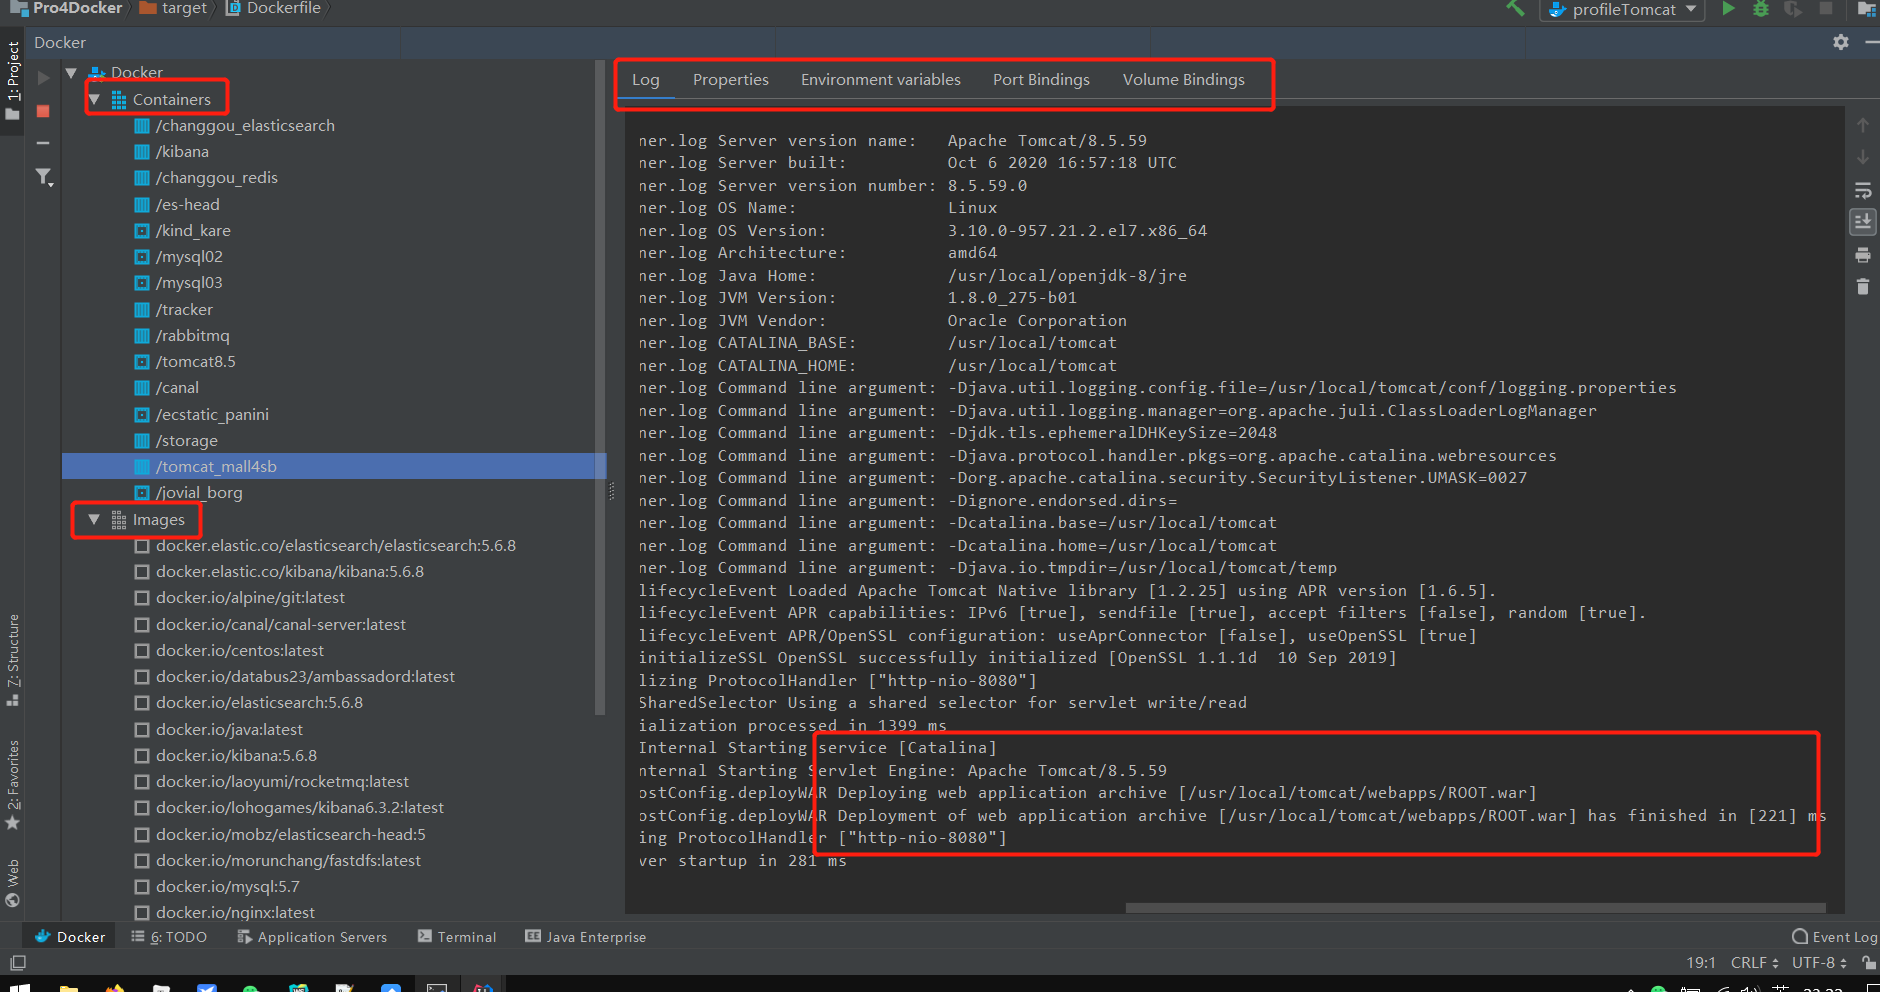 Pro4Docker target Dockerfile profileTomcat
Docker
1: Project
Docker
Containers
/changgou_elasticsearch
/kibana
/changgou_redis
/es-head
/kind_kare
/mysql02
/mysql03
/tracker
/rabbitmq
/tomcat8.5
/canal
/ecstatic_panini
/storage
/tomcat_mall4sb
/jovial_borg
Images
docker.elastic.co/elasticsearch/elasticsearch:5.6.8
docker.elastic.co/kibana/kibana:5.6.8
docker.io/alpine/git:latest
docker.io/canal/canal-server:latest
docker.io/centos:latest
docker.io/databus23/ambassadord:latest
docker.io/elasticsearch:5.6.8
docker.io/java:latest
docker.io/kibana:5.6.8
docker.io/laoyumi/rocketmq:latest
docker.io/lohogames/kibana6.3.2:latest
docker.io/mobz/elasticsearch-head:5
docker.io/morunchang/fastdfs:latest
docker.io/mysql:5.7
docker.io/nginx:latest
Log Properties Environment variables Port Bindings Volume Bindings
ner.log Server version name: Apache Tomcat/8.5.59
ner.log Server built: Oct 6 2020 16:57:18 UTC
ner.log Server version number: 8.5.59.0
ner.log OS Name: Linux
ner.log OS Version: 3.10.0-957.21.2.el7.x86_64
ner.log Architecture: amd64
ner.log Java Home: /usr/local/openjdk-8/jre
ner.log JVM Version: 1.8.0_275-b01
ner.log JVM Vendor: Oracle Corporation
ner.log CATALINA_BASE: /usr/local/tomcat
ner.log CATALINA_HOME: /usr/local/tomcat
ner.log Command line argument: -Djava.util.logging.config.file=/usr/local/tomcat/conf/logging.properties
ner.log Command line argument: -Djava.util.logging.manager=org.apache.juli.ClassLoaderLogManager
ner.log Command line argument: -Djdk.tls.ephemeralDHKeySize=2048
ner.log Command line argument: -Djava.protocol.handler.pkgs=org.apache.catalina.webresources
ner.log Command line argument: -Dorg.apache.catalina.security.SecurityListener.UMASK=0027
ner.log Command line argument: -Dignore.endorsed.dirs=
ner.log Command line argument: -Dcatalina.base=/usr/local/tomcat
ner.log Command line argument: -Dcatalina.home=/usr/local/tomcat
ner.log Command line argument: -Djava.io.tmpdir=/usr/local/tomcat/temp
lifecycleEvent Loaded Apache Tomcat Native library [1.2.25] using APR version [1.6.5].
lifecycleEvent APR capabilities: IPv6 [true], sendfile [true], accept filters [false], random [true].
lifecycleEvent APR/OpenSSL configuration: useAprConnector [false], useOpenSSL [true]
initializeSSL OpenSSL successfully initialized [OpenSSL 1.1.1d  10 Sep 2019]
lizing ProtocolHandler ["http-nio-8080"]
SharedSelector Using a shared selector for servlet write/read
ialization processed in 1399 ms
Internal Starting service [Catalina]
nternal Starting Servlet Engine: Apache Tomcat/8.5.59
ostConfig.deployWAR Deploying web application archive [/usr/local/tomcat/webapps/ROOT.war]
ostConfig.deployWAR Deployment of web application archive [/usr/local/tomcat/webapps/ROOT.war] has finished in [221] ms
ing ProtocolHandler ["http-nio-8080"]
ver startup in 281 ms
7: Structure
2: Favorites
Web
Docker 6: TODO Application Servers Terminal Java Enterprise Event Log
19:1 CRLF UTF-8